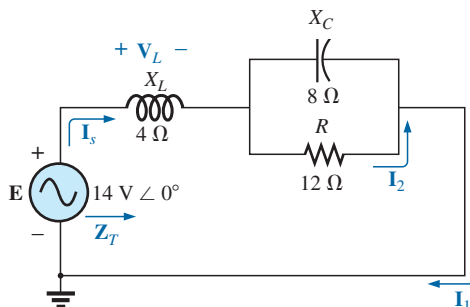 X_C
+ V_L −
X_L
8 Ω
I_s
4 Ω
R
+
E
14 V ∠ 0°
12 Ω
I_2
−
Z_T
I_1